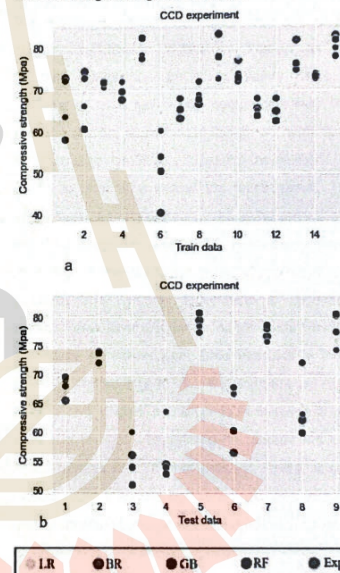 CCD experiment
Compressive strength (Mpa)
80
70
60
50
40
2 4 6 8 10 12 14
Train data
a
CCD experiment
Compressive strength (Mpa)
80
75
70
65
60
55
50
1 2 3 4 5 6 7 8 9
Test data
b
LR BR GB RF Exp